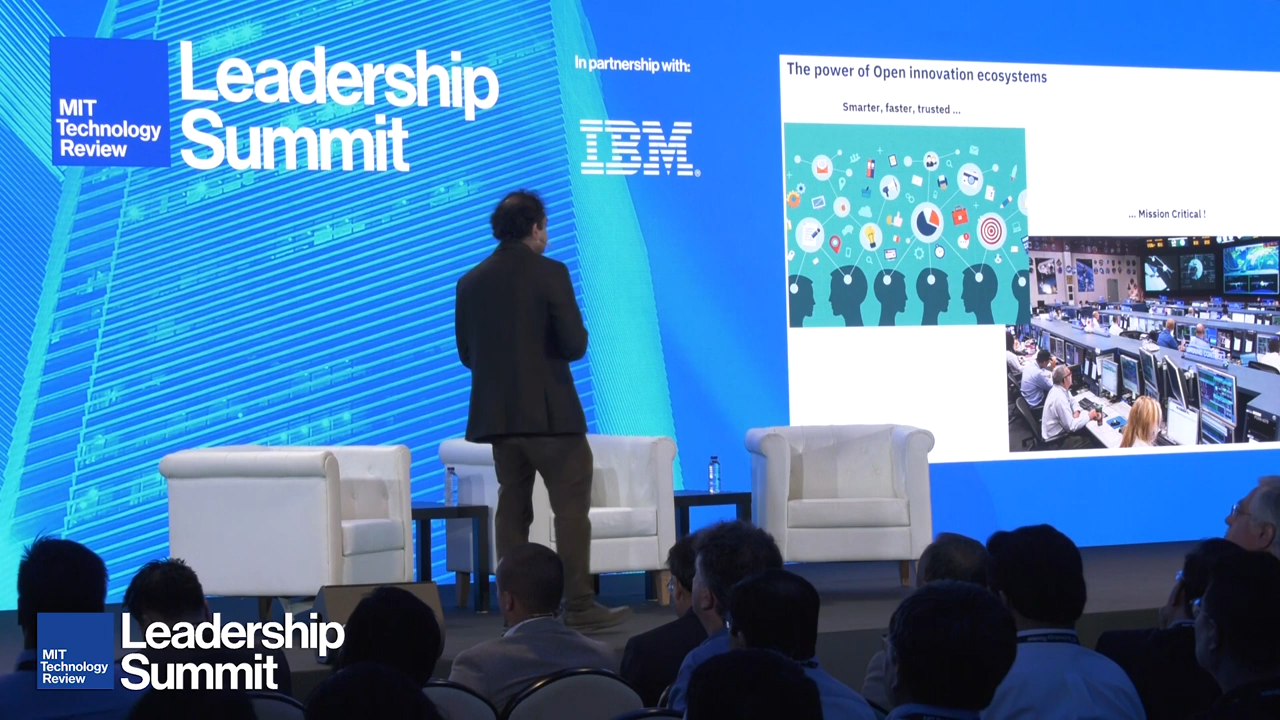 MIT
Technology
Review
Leadership
Summit
In partnership with:
IBM®
The power of Open innovation ecosystems
Smarter, faster, trusted ...
... Mission Critical !
MIT
Technology
Review
Leadership
Summit